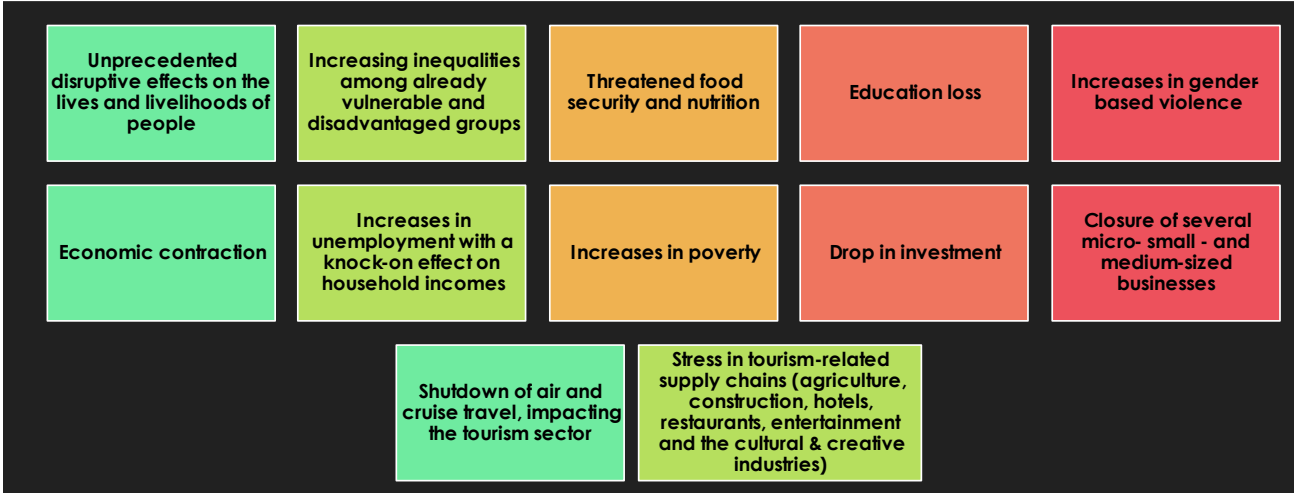 Unprecedented
disruptive effects on the
lives and livelihoods of
people
Increasing inequalities
among already
vulnerable and
disadvantaged groups
Threatened food
security and nutrition
Education loss
Increases in gender-
based violence
Economic contraction
Increases in
unemployment with a
knock-on effect on
household incomes
Increases in poverty
Drop in investment
Closure of several
micro- small - and
medium-sized
businesses
Shutdown of air and
cruise travel, impacting
the tourism sector
Stress in tourism-related
supply chains (agriculture,
construction, hotels,
restaurants, entertainment
and the cultural & creative
industries)